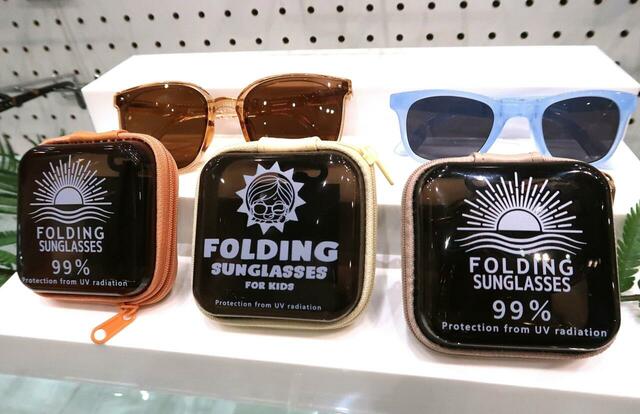 FOLDING
SUNGLASSES
99%
Protection from UV radiation
FOLDING
SUNGLASSES
FOR KIDS
Protection from UV radiation
FOLDING
SUNGLASSES
99%
Protection from UV radiation